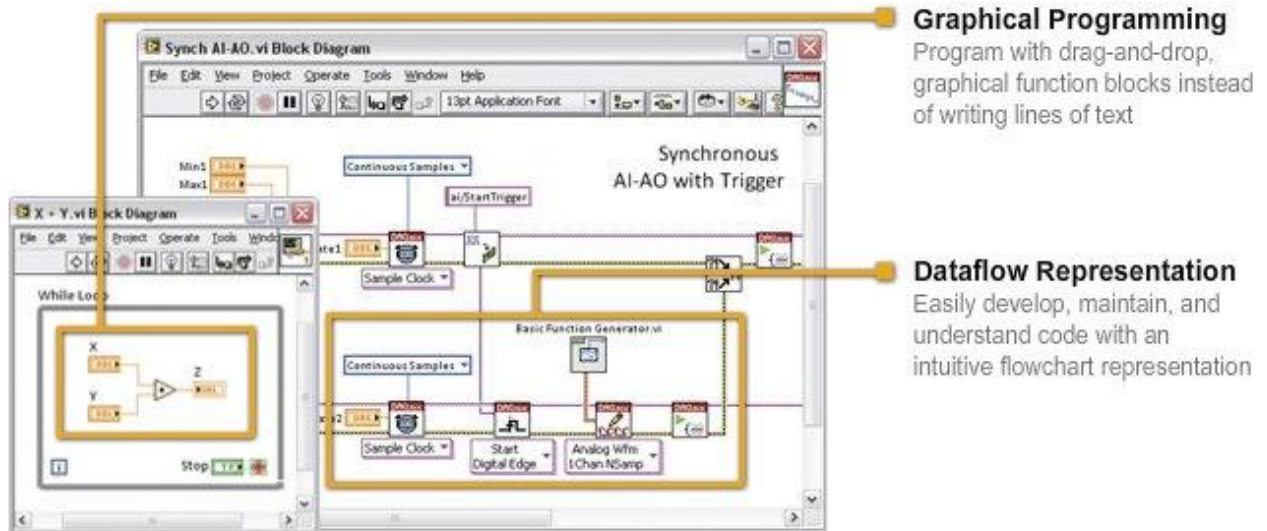 Graphical Programming
Program with drag-and-drop,
graphical function blocks instead
of writing lines of text
Synch AI-AO.vi Block Diagram
File Edit View Project Operate Tools Window Help
13pt Application Font
Synchronous
AI-AO with Trigger
Min1
Max1
Continuous Samples
ai/StartTrigger
Sample Clock
X + Y.vi Block Diagram
File Edit View Project Operate Tools
While Loop
X
Y
Z
Stop
i
Basic Function Generator.vi
Continuous Samples
Sample Clock
Start
Digital Edge
Analog Wfm
1Chan NSamp
Dataflow Representation
Easily develop, maintain, and
understand code with an
intuitive flowchart representation